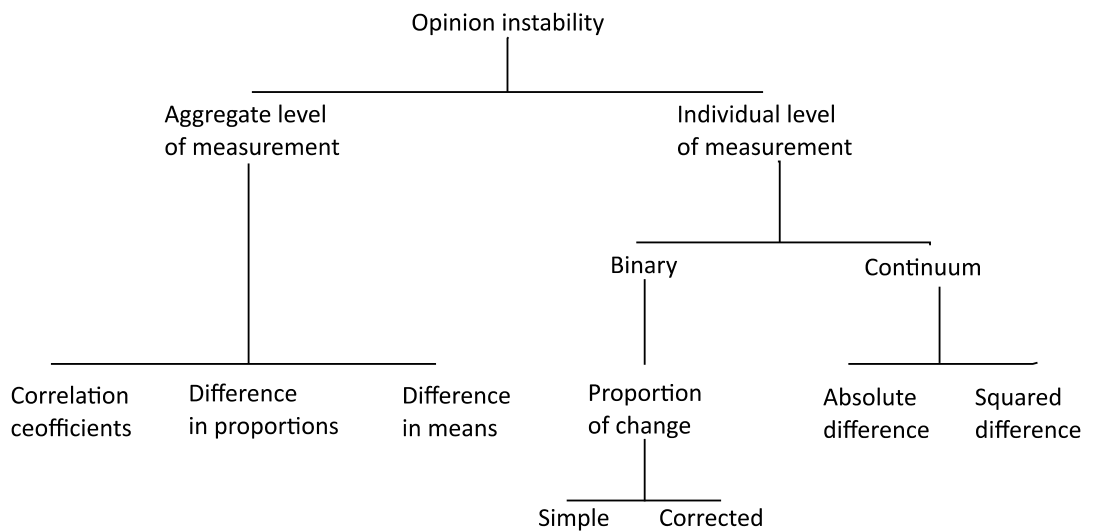 Opinion instability
Aggregate level
of measurement
Individual level
of measurement
Binary
Continuum
Correlation
ceofficients
Difference
in proportions
Difference
in means
Proportion
of change
Absolute
difference
Squared
difference
Simple
Corrected